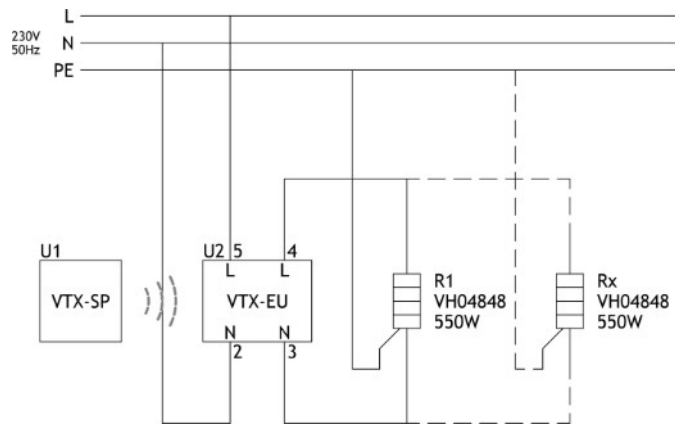 L
230V
50Hz
N
PE
U1
VTX-SP
U2 5 4
L L
VTX-EU
N N
2 3
R1
VH04848
550W
Rx
VH04848
550W